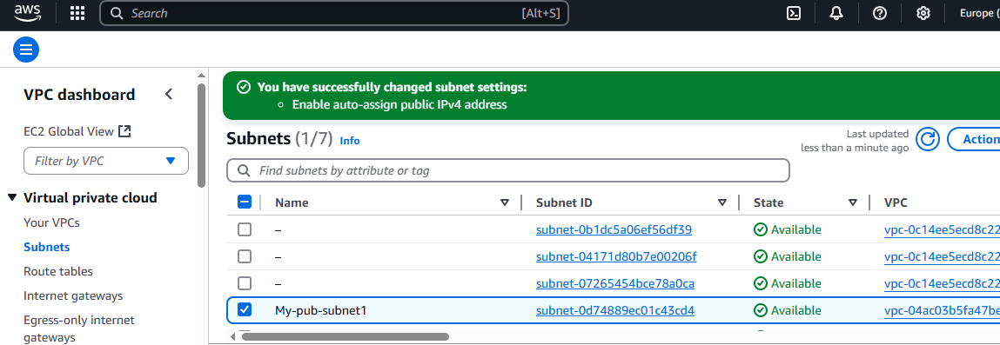 aws
Search [Alt+S] Europe (
VPC dashboard
EC2 Global View
Filter by VPC
Virtual private cloud
Your VPCs
Subnets
Route tables
Internet gateways
Egress-only internet
gateways
You have successfully changed subnet settings:
Enable auto-assign public IPv4 address
Subnets (1/7) Info
Last updated
less than a minute ago
Action
Find subnets by attribute or tag
Name Subnet ID State VPC
– subnet-0b1dc5a06ef56df39 Available vpc-0c14ee5ecd8c22
– subnet-04171d80b7e00206f Available vpc-0c14ee5ecd8c22
– subnet-07265454bce78a0ca Available vpc-0c14ee5ecd8c22
My-pub-subnet1 subnet-0d74889ec01c43cd4 Available vpc-04ac03b5fa47be